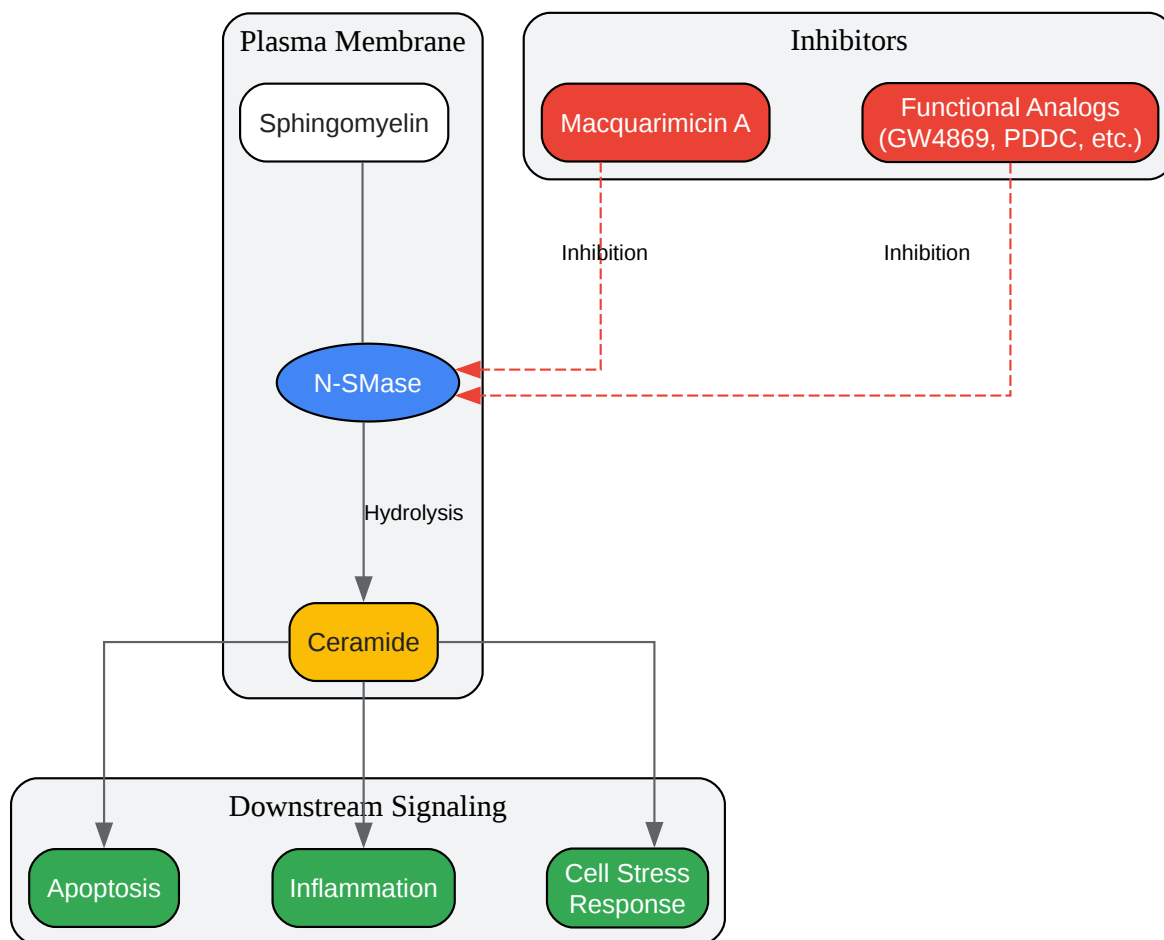 Plasma Membrane
Inhibitors
Sphingomyelin
Macquarimicin A
Functional Analogs
(GW4869, PDDC, etc.)
Inhibition
Inhibition
N-SMase
Hydrolysis
Ceramide
Downstream Signaling
Apoptosis
Inflammation
Cell Stress
Response